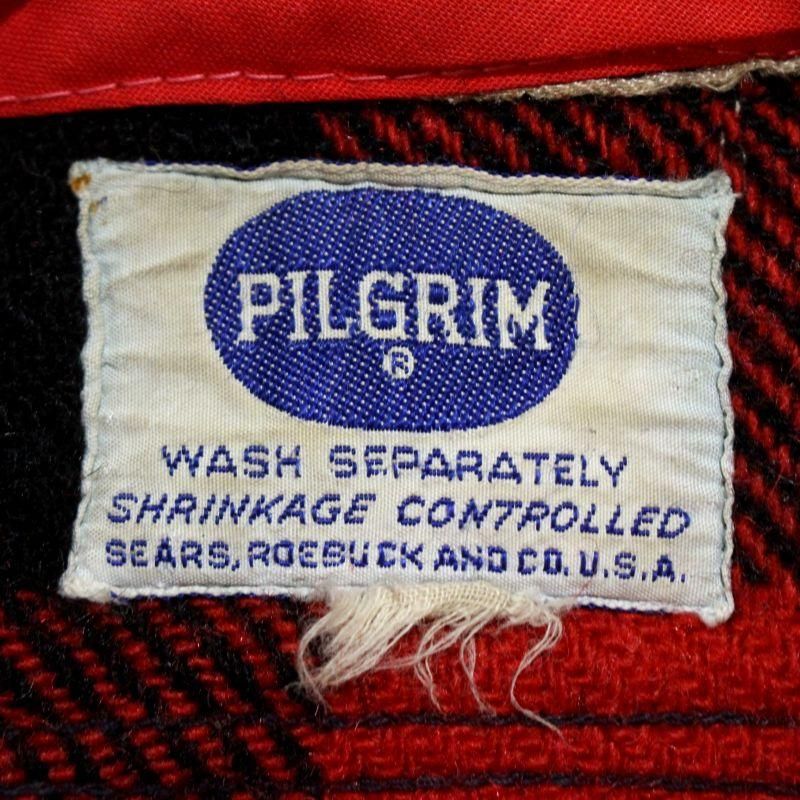 PILGRIM
®
WASH SEPARATELY
SHRINKAGE CONTROLLED
SEARS, ROEBUCK AND CO. U.S.A.